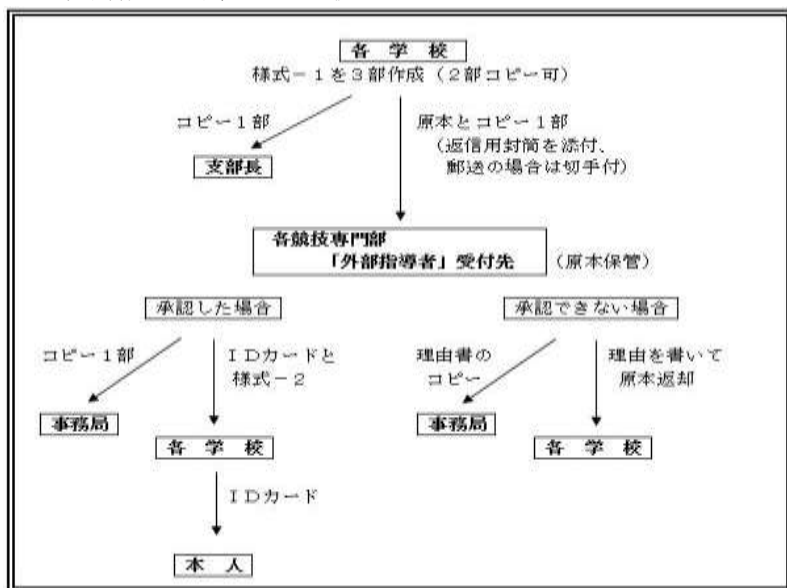 各 学 校
様式－１を３部作成（２部コピー可）
コピー１部
原本とコピー１部
（返信用封筒を添付、
郵送の場合は切手付）
支部長
各競技専門部
「外部指導者」受付先
（原本保管）
承認した場合
承認できない場合
コピー１部
ＩＤカードと
様式－２
理由書の
コピー
理由を書いて
原本返却
事務局
各 学 校
事務局
各 学 校
ＩＤカード
本 人